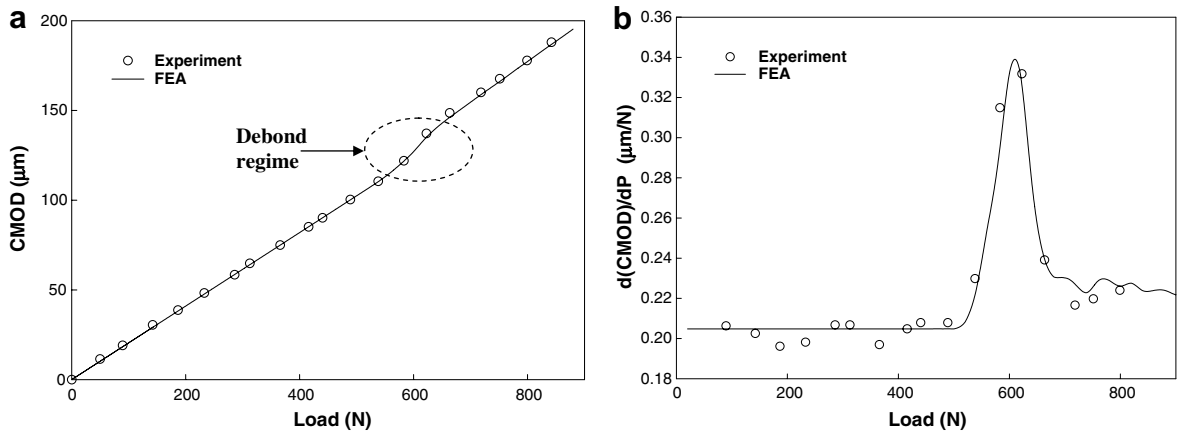 a
200
150
100
50
0
CMOD (μm)
Experiment
FEA
Debond
regime
0
200
400
600
800
Load (N)
b
0.36
0.34
0.32
0.30
0.28
0.26
0.24
0.22
0.20
0.18
d(CMOD)/dP (μm/N)
Experiment
FEA
0
200
400
600
800
Load (N)